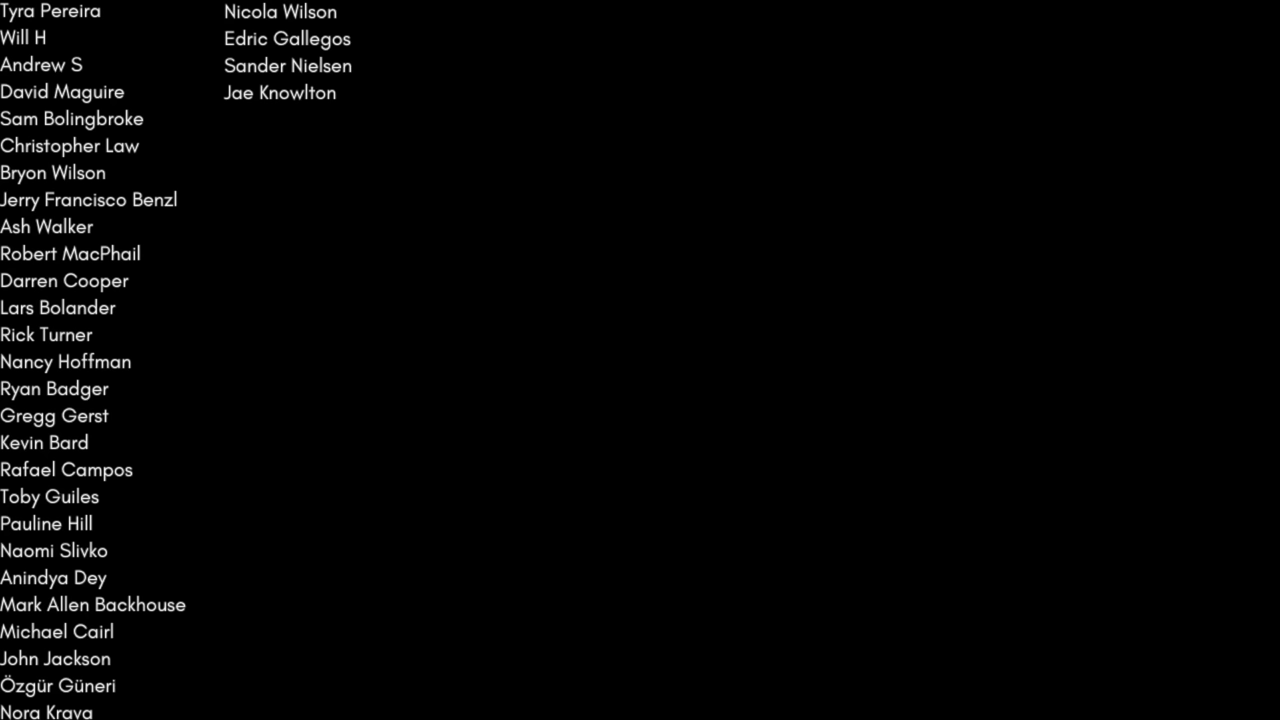 Tyra Pereira
Will H
Andrew S
David Maguire
Sam Bolingbroke
Christopher Law
Bryon Wilson
Jerry Francisco Benzl
Ash Walker
Robert MacPhail
Darren Cooper
Lars Bolander
Rick Turner
Nancy Hoffman
Ryan Badger
Gregg Gerst
Kevin Bard
Rafael Campos
Toby Guiles
Pauline Hill
Naomi Slivko
Anindya Dey
Mark Allen Backhouse
Michael Cairl
John Jackson
Özgür Güneri
Nora Krava
Nicola Wilson
Edric Gallegos
Sander Nielsen
Jae Knowlton